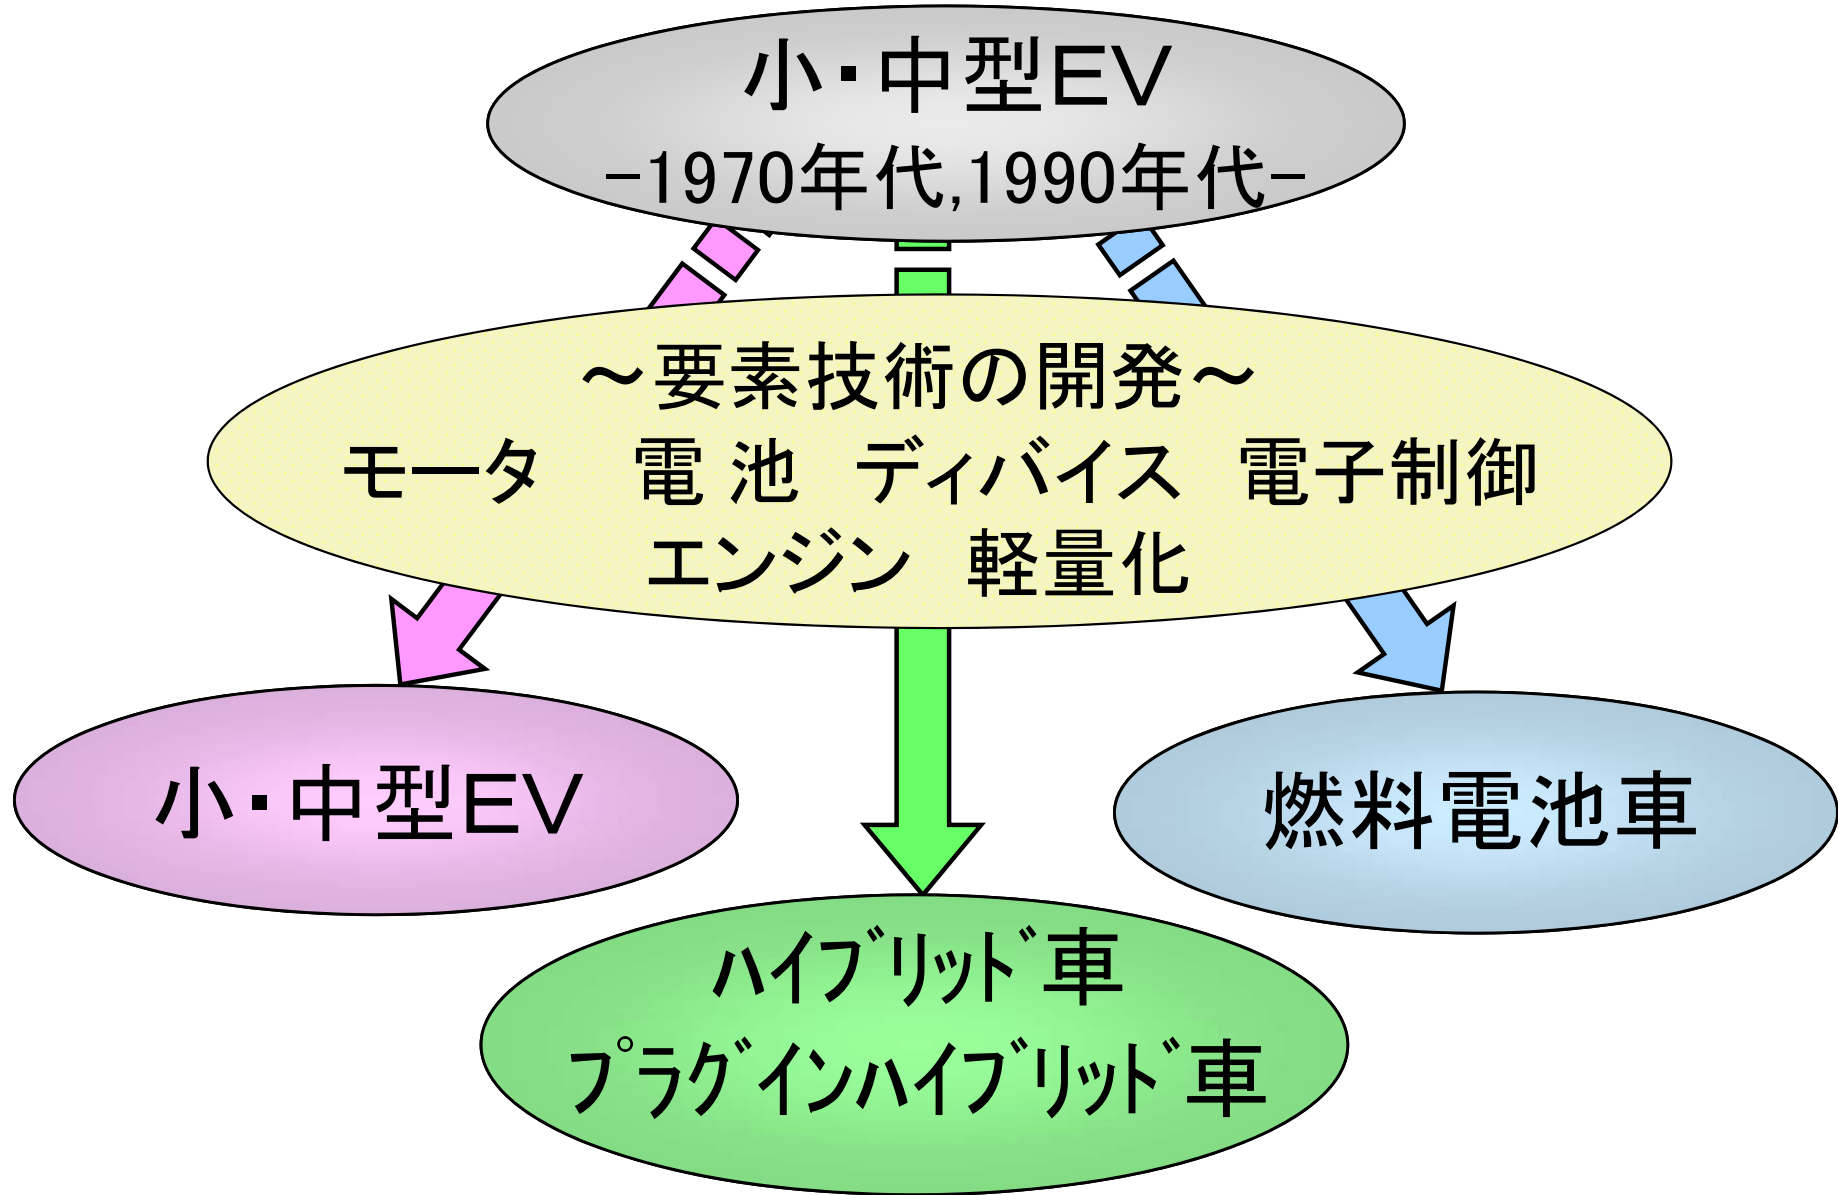 小・中型EV
-1970年代,1990年代-
～要素技術の開発～
モータ　電 池　ディバイス　電子制御
エンジン　軽量化
小・中型EV
燃料電池車
ﾊｲﾌﾞﾘｯﾄﾞ車
ﾌﾟﾗｸﾞｲﾝﾊｲﾌﾞﾘｯﾄﾞ車